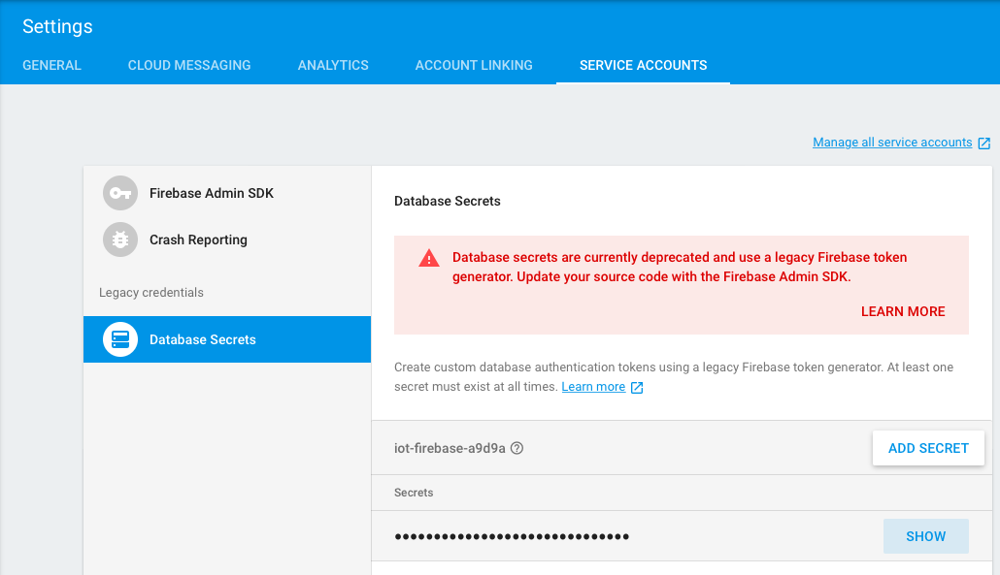 Settings
GENERAL CLOUD MESSAGING ANALYTICS ACCOUNT LINKING SERVICE ACCOUNTS
Manage all service accounts
Firebase Admin SDK
Crash Reporting
Legacy credentials
Database Secrets
Database Secrets
Database secrets are currently deprecated and use a legacy Firebase token
generator. Update your source code with the Firebase Admin SDK.
LEARN MORE
Create custom database authentication tokens using a legacy Firebase token generator. At least one
secret must exist at all times. Learn more
iot-firebase-a9d9a ADD SECRET
Secrets
•••••••••••••••••••••••••••••• SHOW